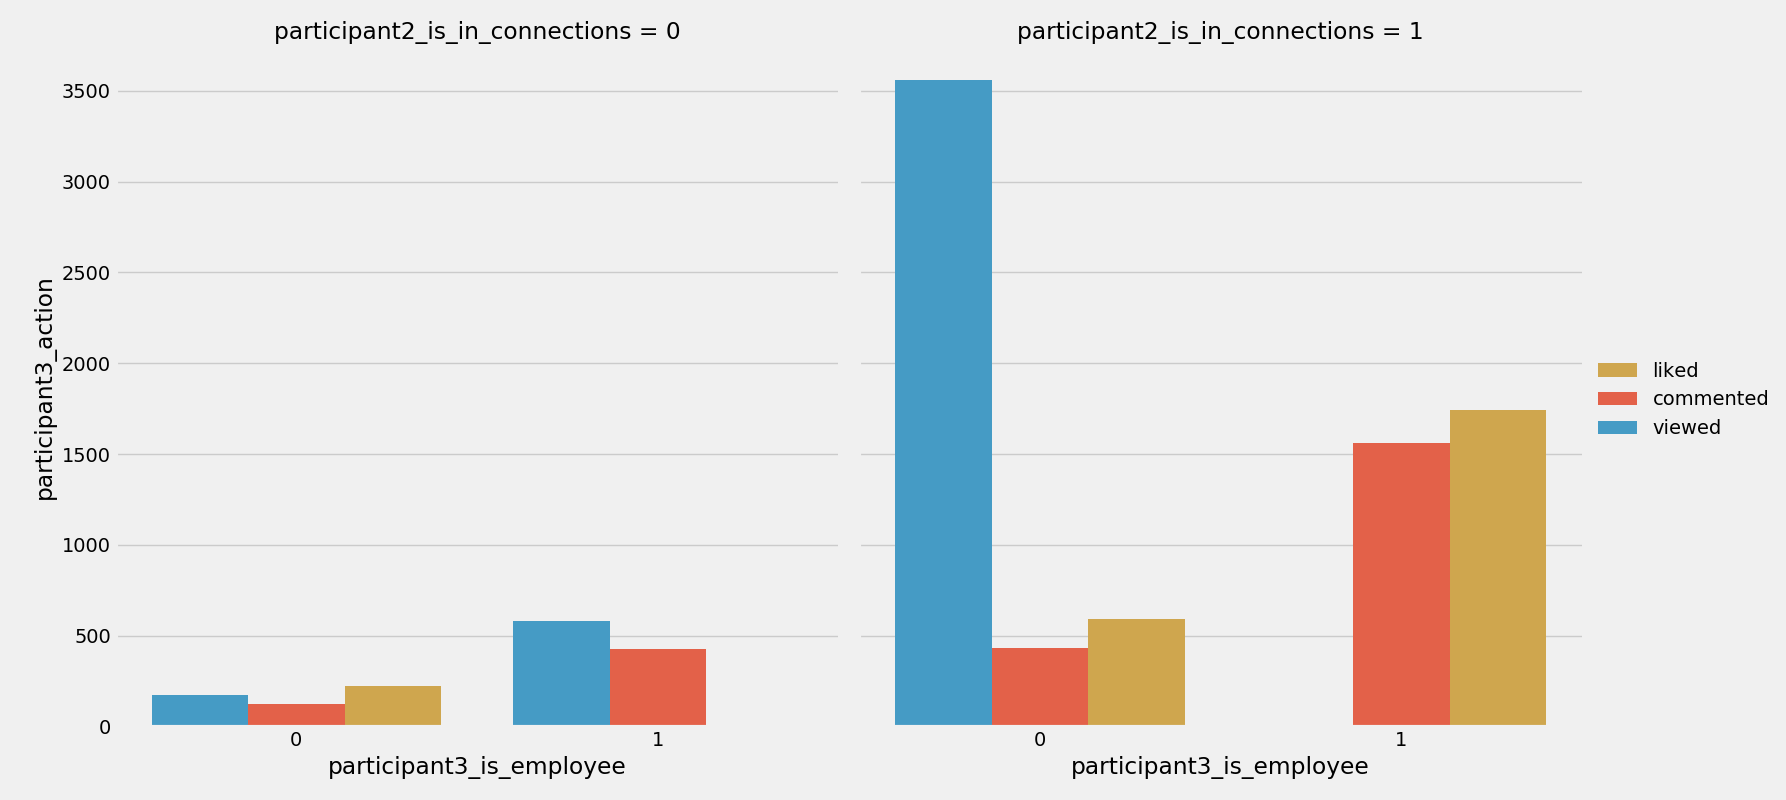 participant2_is_in_connections = 0
participant2_is_in_connections = 1
participant3_action
3500
3000
2500
2000
1500
1000
500
0
0
1
0
1
participant3_is_employee
participant3_is_employee
liked
commented
viewed